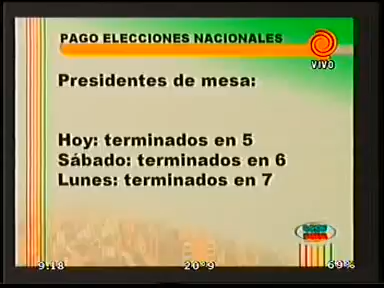 PAGO ELECCIONES NACIONALES
VIVO
Presidentes de mesa:
Hoy: terminados en 5
Sábado: terminados en 6
Lunes: terminados en 7
9:18
20°9
69%